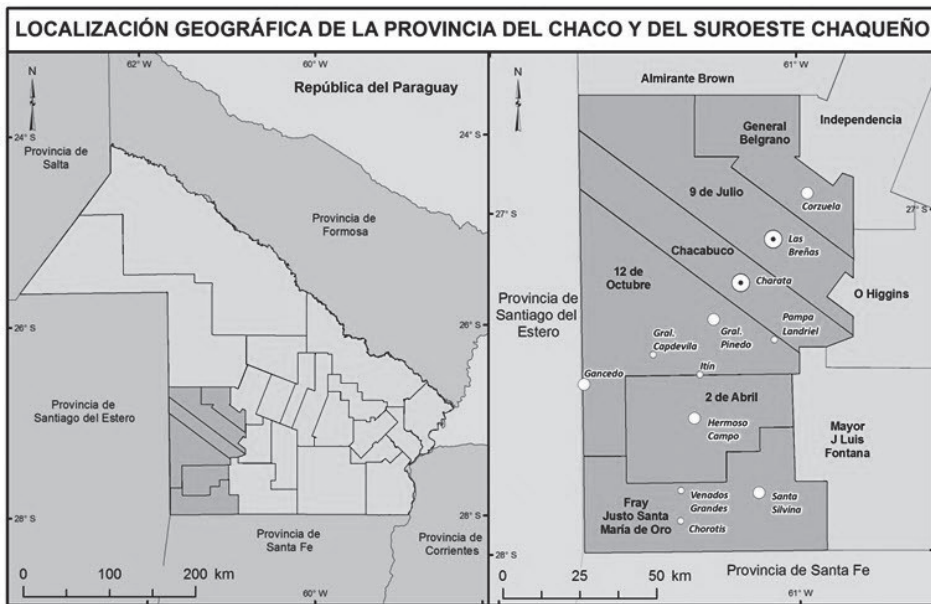 LOCALIZACIÓN GEOGRÁFICA DE LA PROVINCIA DEL CHACO Y DEL SUROESTE CHAQUEÑO
62° W
60° W
N
República del Paraguay
24° S
Provincia de
Salta
Provincia de
Formosa
26° S
Provincia de
Santiago del Estero
28° S
Provincia de
Santa Fe
Provincia de
Corrientes
0 100 200 km
60° W
61° W
N
Almirante Brown
General
Belgrano
Independencia
9 de Julio
27° S
27° S
Corzuela
Las
Breñas
Chacabuco
12 de
Octubre
Charata
O Higgins
Provincia de
Santiago del
Estero
Gral.
Capdevila
Gral.
Pinedo
Pampa
Landriel
Itín
Gancedo
2 de Abril
Hermoso
Campo
Mayor
J Luis
Fontana
Fray
Justo Santa
María de Oro
Venados
Grandes
Chorotis
Santa
Silvina
28° S
28° S
0 25 50 km
Provincia de Santa Fe
61° W